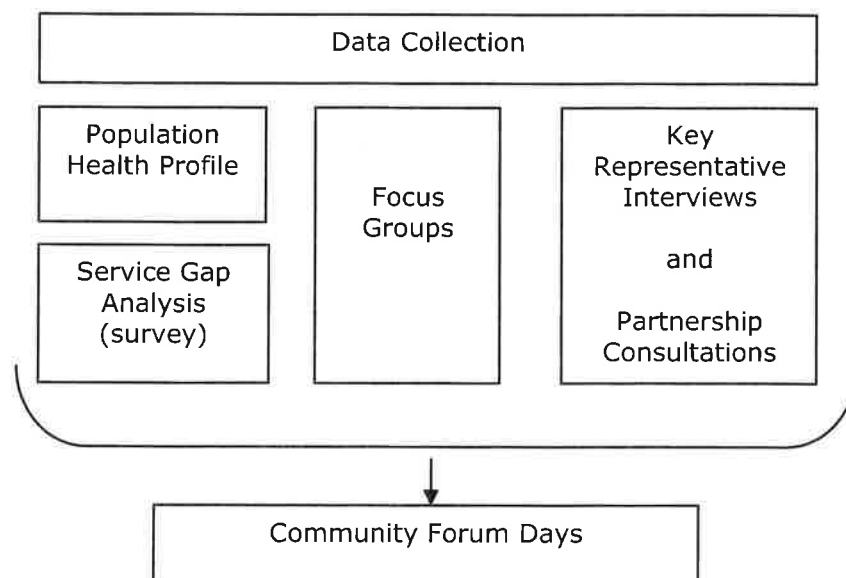 Data Collection
Population
Health Profile
Service Gap
Analysis
(survey)
Focus
Groups
Key
Representative
Interviews
and
Partnership
Consultations
Community Forum Days